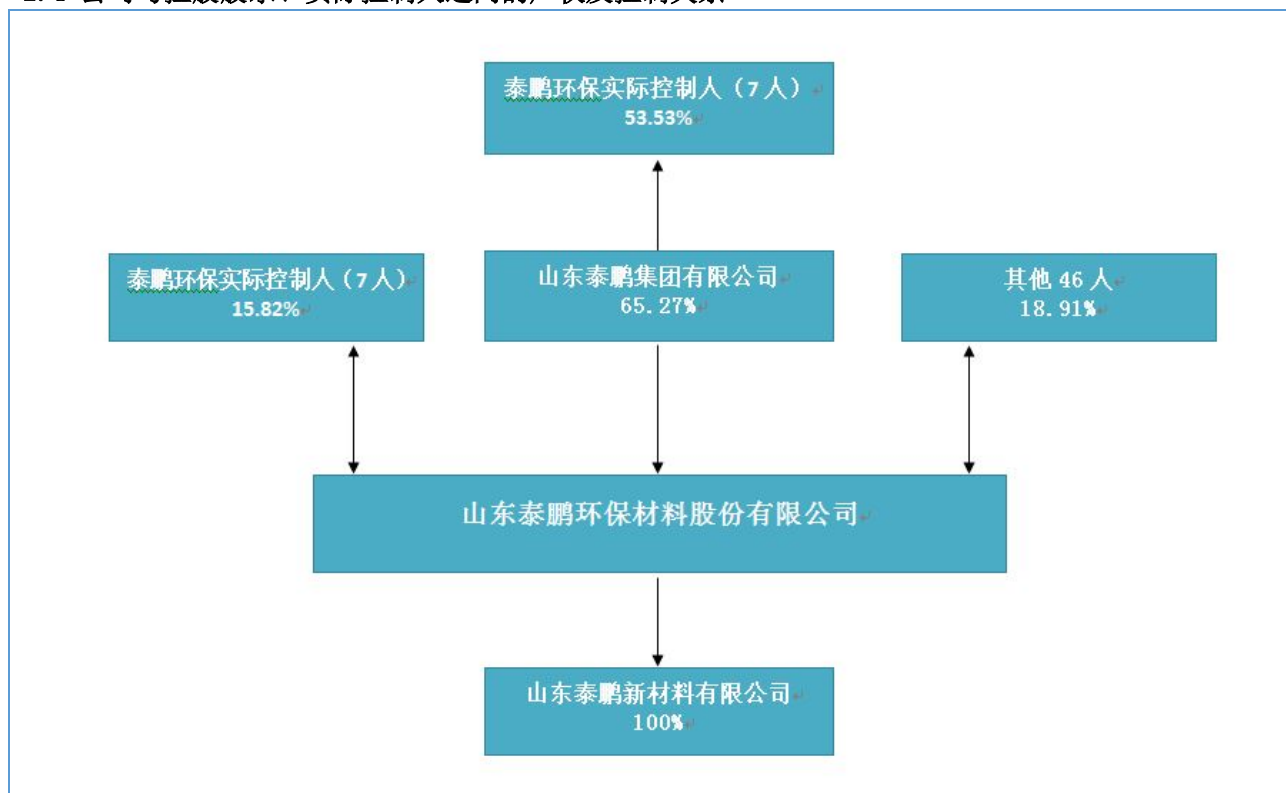 泰鹏环保实际控制人（7人）
53.53%
泰鹏环保实际控制人（7人）
15.82%
山东泰鹏集团有限公司
65.27%
其他 46 人
18.91%
山东泰鹏环保材料股份有限公司
山东泰鹏新材料有限公司
100%